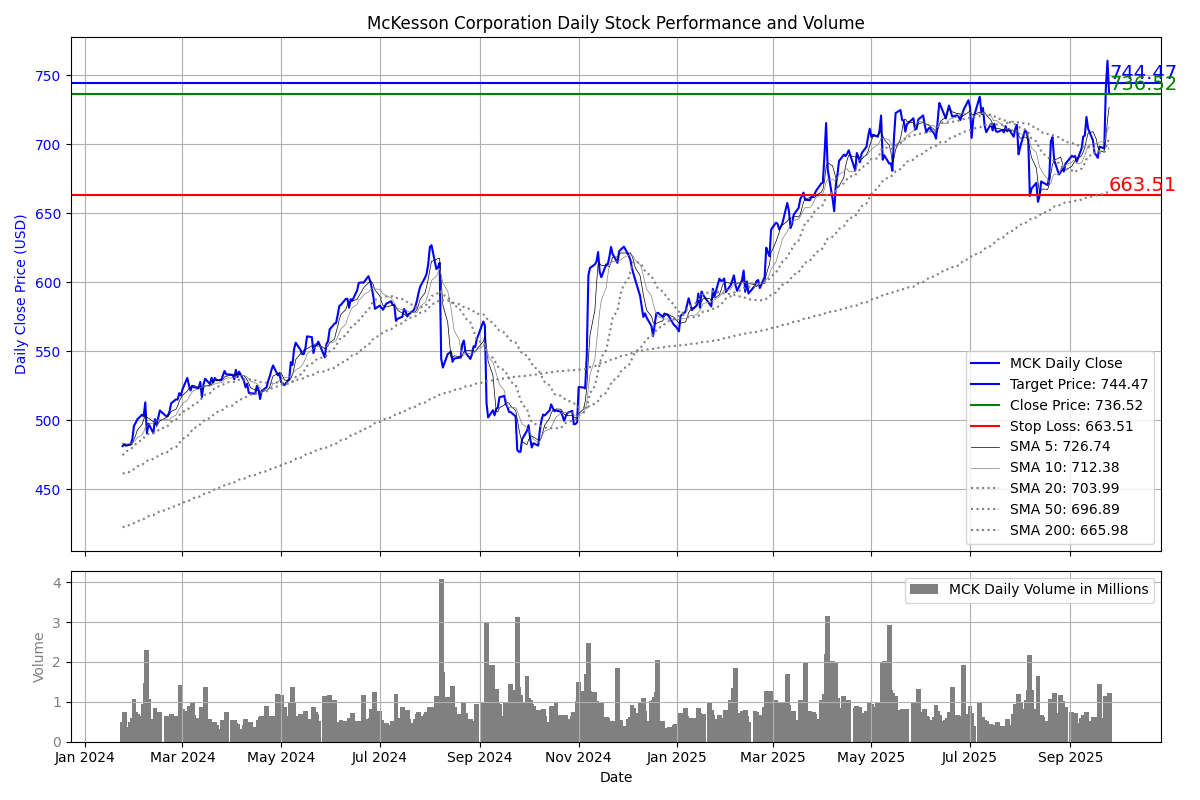 McKesson Corporation Daily Stock Performance and Volume
Daily Close Price (USD)
750
700
650
600
550
500
450
744.47
736.52
663.51
MCK Daily Close
Target Price: 744.47
Close Price: 736.52
Stop Loss: 663.51
SMA 5: 726.74
SMA 10: 712.38
SMA 20: 703.99
SMA 50: 696.89
SMA 200: 665.98
Volume
4
3
2
1
0
MCK Daily Volume in Millions
Jan 2024 Mar 2024 May 2024 Jul 2024 Sep 2024 Nov 2024 Jan 2025 Mar 2025 May 2025 Jul 2025 Sep 2025
Date